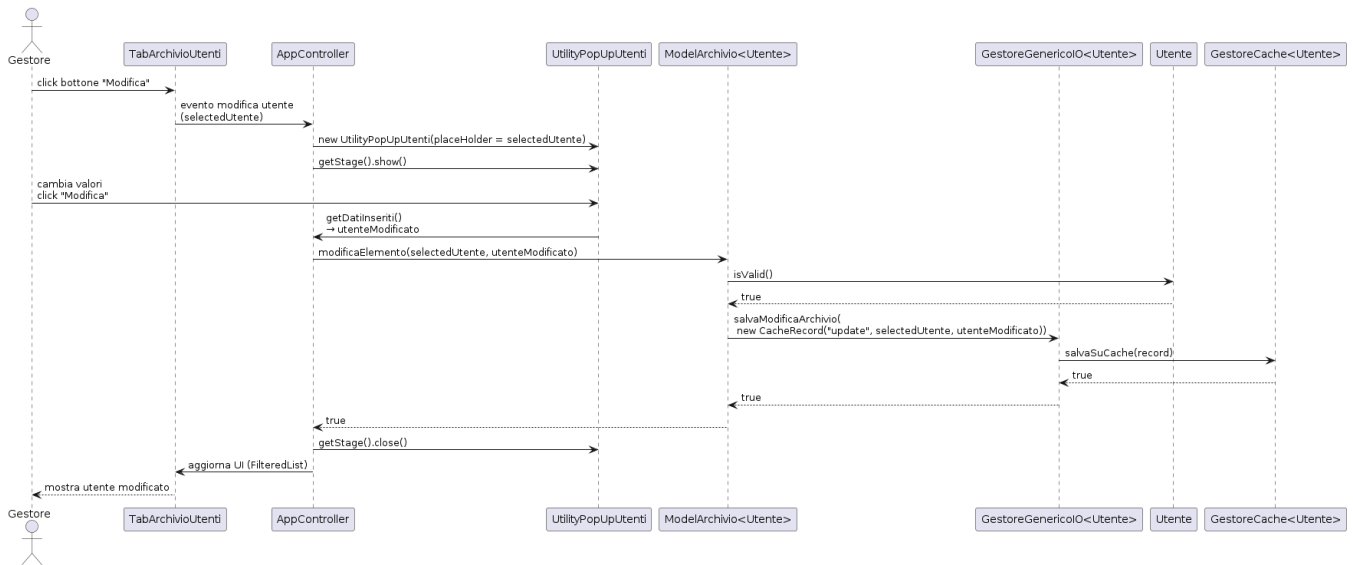 Gestore
TabArchivioUtenti
AppController
UtilityPopUpUtenti
ModelArchivio<Utente>
GestoreGenericoIO<Utente>
Utente
GestoreCache<Utente>
click bottone "Modifica"
evento modifica utente
(selectedUtente)
new UtilityPopUpUtenti(placeHolder = selectedUtente)
getStage().show()
cambia valori
click "Modifica"
getDatiInseriti()
→ utenteModificato
modificaElemento(selectedUtente, utenteModificato)
isValid()
true
salvaModificaArchivio(
new CacheRecord("update", selectedUtente, utenteModificato))
salvaSuCache(record)
true
true
true
getStage().close()
aggiorna UI (FilteredList)
mostra utente modificato
Gestore
TabArchivioUtenti
AppController
UtilityPopUpUtenti
ModelArchivio<Utente>
GestoreGenericoIO<Utente>
Utente
GestoreCache<Utente>